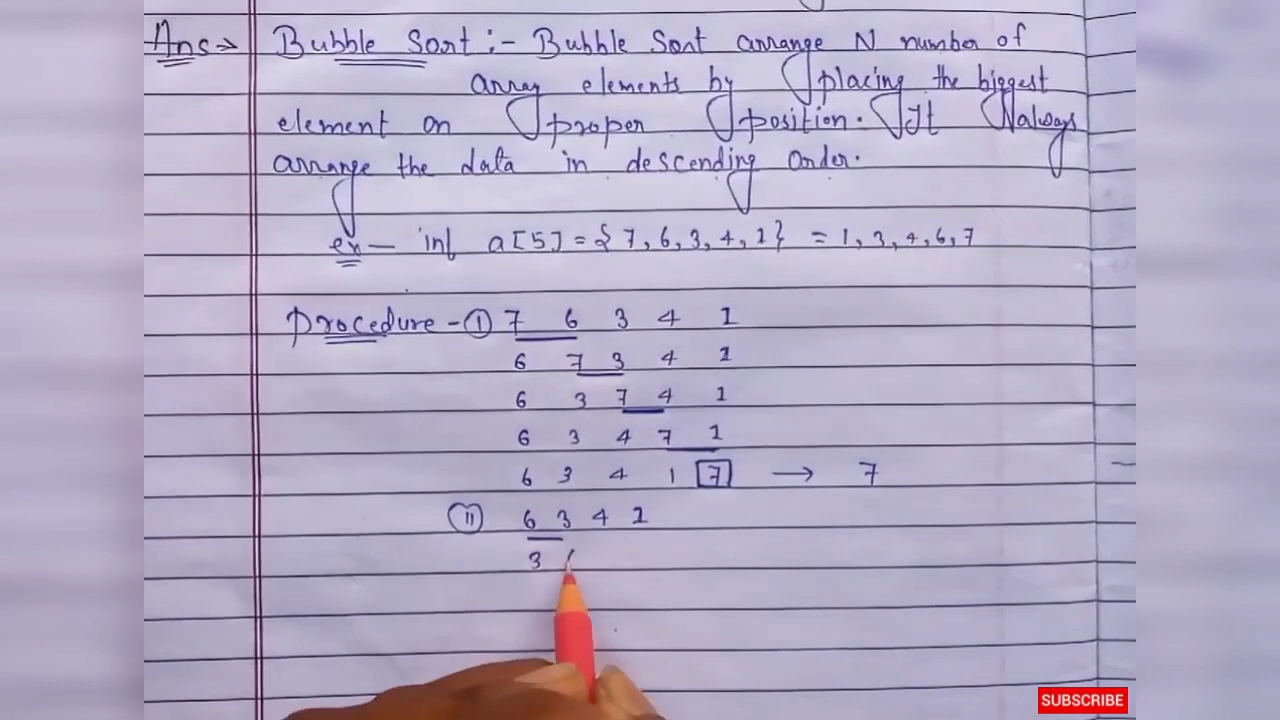 Ans→ Bubble Sort :- Bubble Sort arrange N number of
array elements by placing the biggest
element on proper position. It always
arrange the data in descending order.
ex— int a[5]={7,6,3,4,1} = 1,3,4,6,7
Procedure - I 7 6 3 4 1
6 7 3 4 1
6 3 7 4 1
6 3 4 7 1
6 3 4 1 7 → 7
II 6 3 4 1
3
SUBSCRIBE